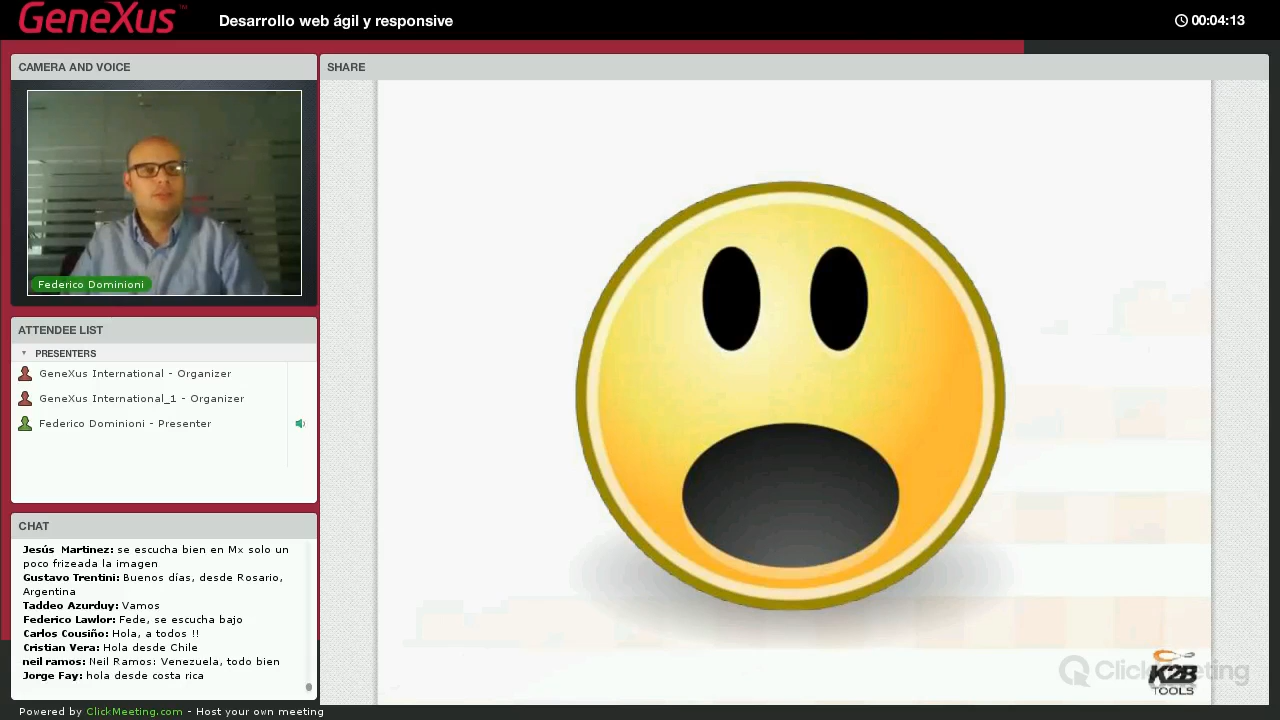 GeneXus™
Desarrollo web ágil y responsive
00:04:13
CAMERA AND VOICE
Federico Dominioni
ATTENDEE LIST
PRESENTERS
GeneXus International - Organizer
GeneXus International_1 - Organizer
Federico Dominioni - Presenter
CHAT
Jesús Martinez: se escucha bien en MX solo un
poco frizada la imagen
Gustavo Trentini: Buenos días, desde Rosario,
Argentina
Taddeo Azurduy: Vamos
Federico Lawlor: Fede, se escucha bajo
Carlos Cousiño: Hola, a todos !!!
Cristian Vera: Hola desde Chile
neil ramos: Neil Ramos: Venezuela, todo bien
Jorge Fay: Hola desde costa rica
SHARE
ClickMeeting
K2B
TOOLS
Powered by ClickMeeting.com - Host your own meeting